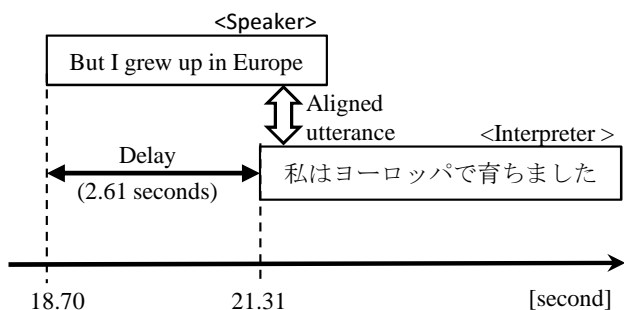 <Speaker>
But I grew up in Europe
Aligned
utterance
<Interpreter >
Delay
(2.61 seconds)
私はヨーロッパで育ちました
18.70
21.31
[second]